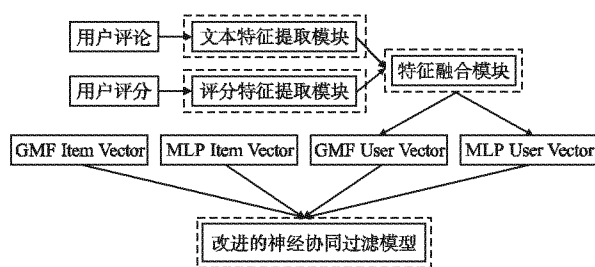 用户评论
文本特征提取模块
用户评分
评分特征提取模块
特征融合模块
GMF Item Vector
MLP Item Vector
GMF User Vector
MLP User Vector
改进的神经协同过滤模型